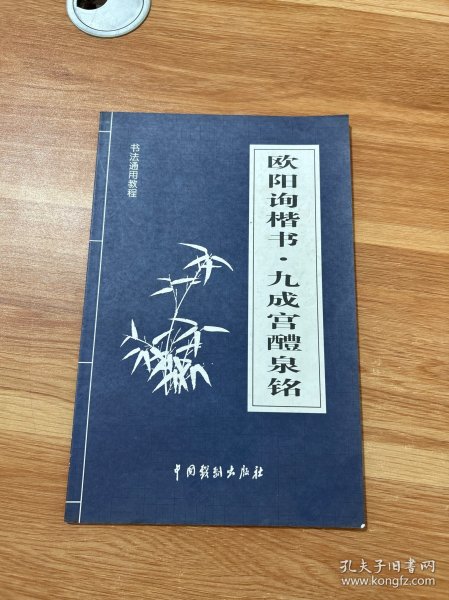 书法通用教程
欧阳询楷书·九成宫醴泉铭
中国戏剧出版社
孔夫子旧书网
www.kongfz.com